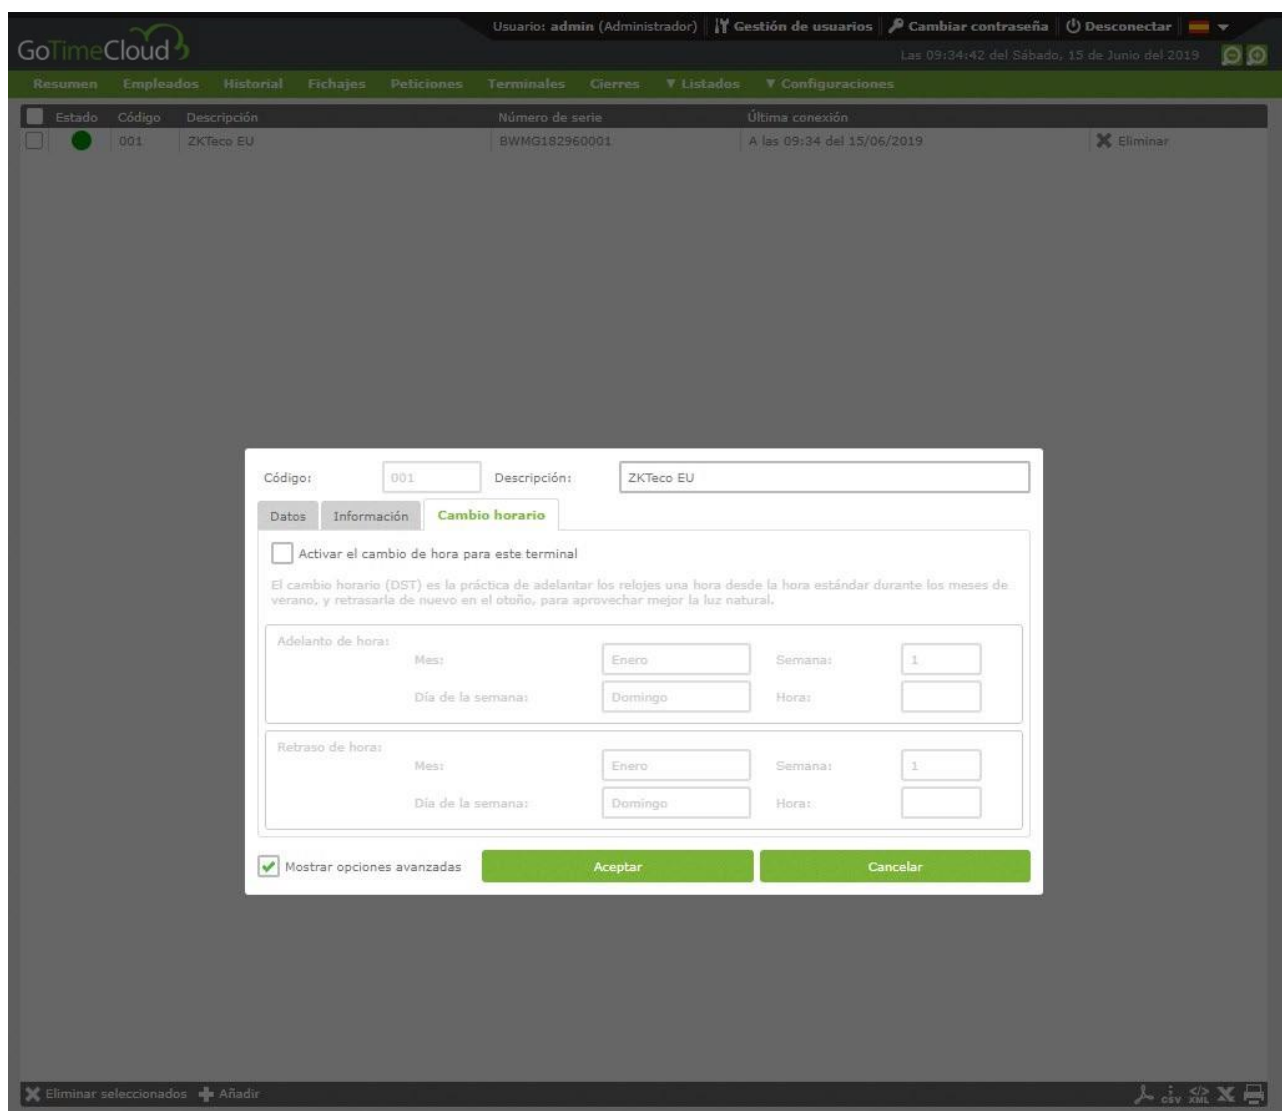 Usuario: admin (Administrador) Gestión de usuarios Cambiar contraseña Desconectar
GoTimeCloud
Las 09:34:42 del Sábado, 15 de Junio del 2019
Resumen Empleados Historial Fichajes Peticiones Terminales Cierres ▼ Listados ▼ Configuraciones
Estado Código Descripción Número de serie Última conexión
001 ZKTeco EU BWMG182960001 A las 09:34 del 15/06/2019 Eliminar
Código: 001 Descripción: ZKTeco EU
Datos Información Cambio horario
Activar el cambio de hora para este terminal
El cambio horario (DST) es la práctica de adelantar los relojes una hora desde la hora estándar durante los meses de
verano, y retrasarla de nuevo en el otoño, para aprovechar mejor la luz natural.
Adelanto de hora:
Mes: Enero Semana: 1
Día de la semana: Domingo Hora:
Retraso de hora:
Mes: Enero Semana: 1
Día de la semana: Domingo Hora:
Mostrar opciones avanzadas Aceptar Cancelar
Eliminar seleccionados Añadir CSV </> XML